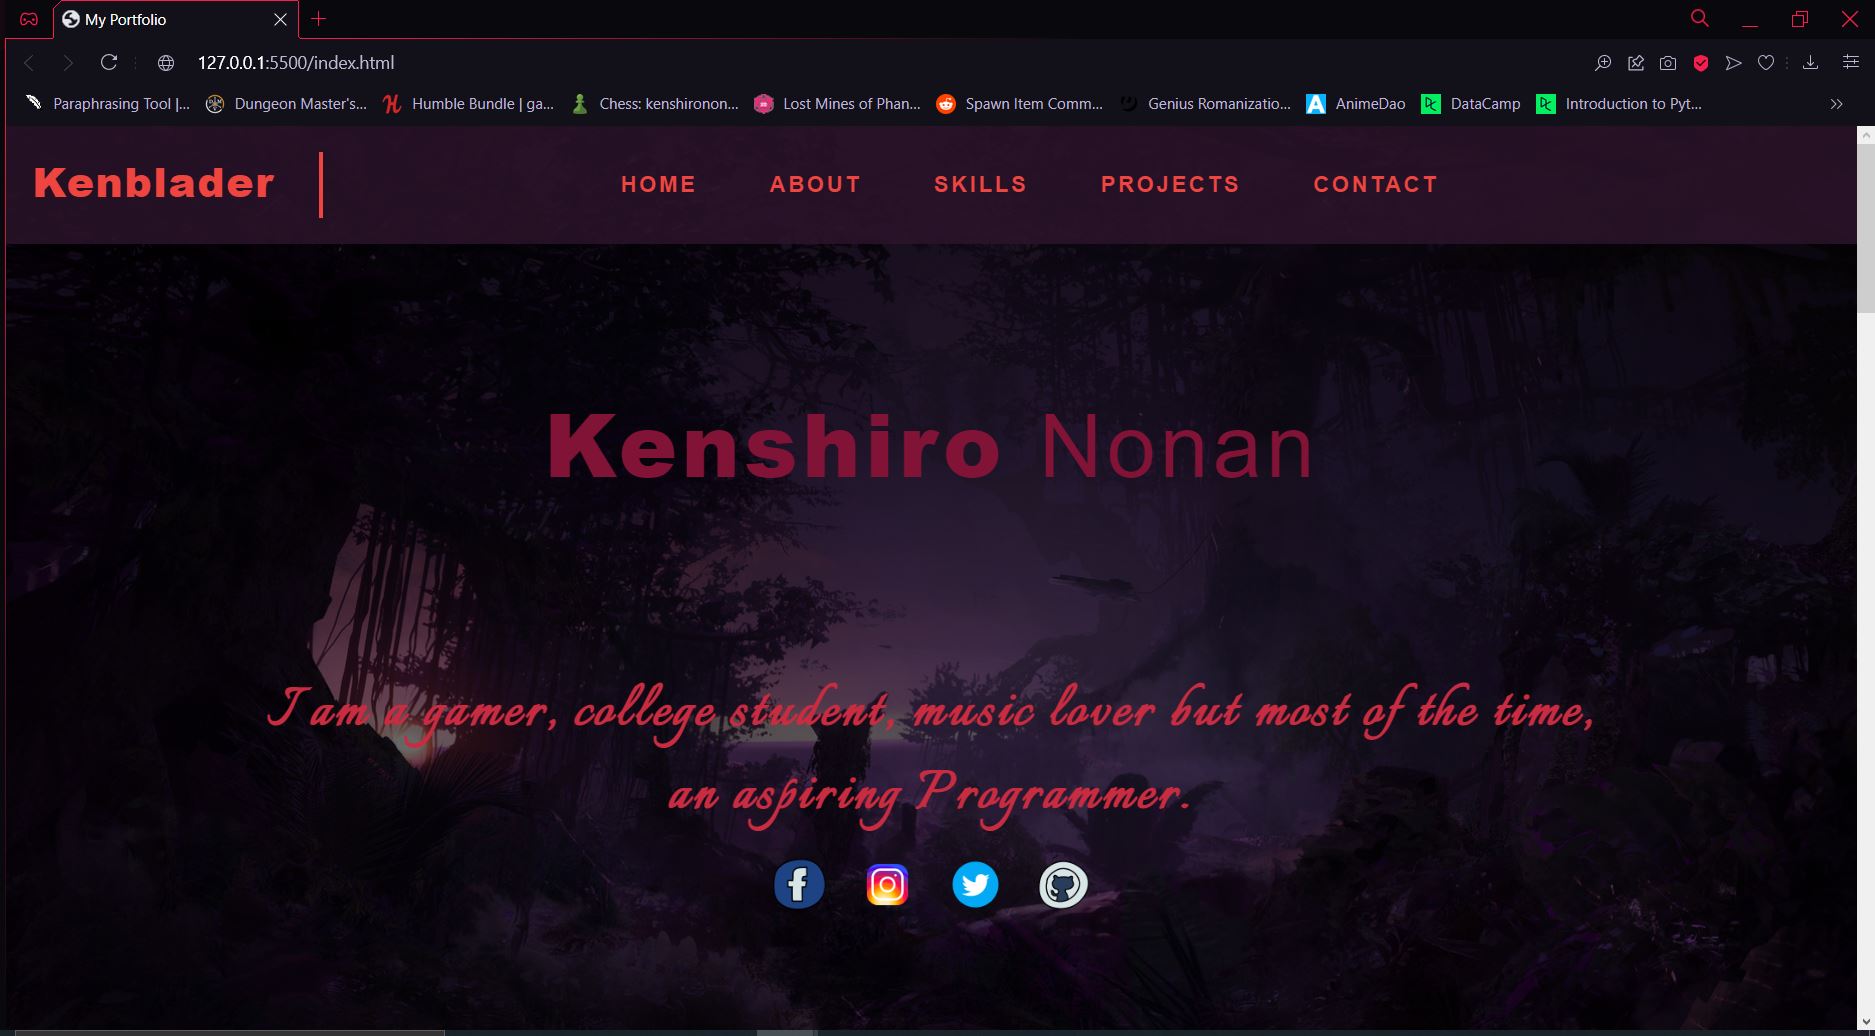 My Portfolio
127.0.0.1:5500/index.html
Paraphrasing Tool |... Dungeon Master's... Humble Bundle | ga... Chess: kenshironon... Lost Mines of Phan... Spawn Item Comm... Genius Romanizatio... AnimeDao DataCamp Introduction to Pyt...
Kenblader HOME ABOUT SKILLS PROJECTS CONTACT
Kenshiro Nonan
I am a gamer, college student, music lover but most of the time,
an aspiring Programmer.